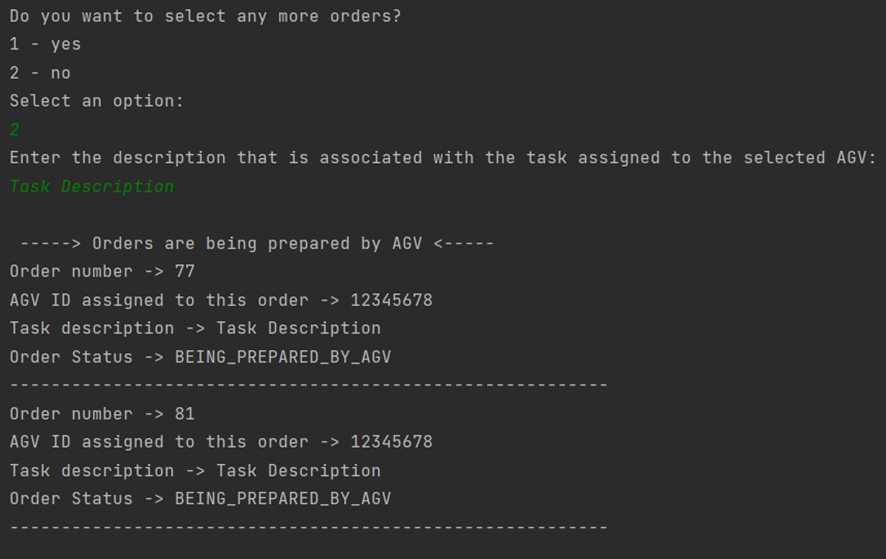 Do you want to select any more orders?
1 - yes
2 - no
Select an option:
2
Enter the description that is associated with the task assigned to the selected AGV:
Task Description
-----> Orders are being prepared by AGV <-----
Order number -> 77
AGV ID assigned to this order -> 12345678
Task description -> Task Description
Order Status -> BEING_PREPARED_BY_AGV
----------------------------------------------------------
Order number -> 81
AGV ID assigned to this order -> 12345678
Task description -> Task Description
Order Status -> BEING_PREPARED_BY_AGV
----------------------------------------------------------